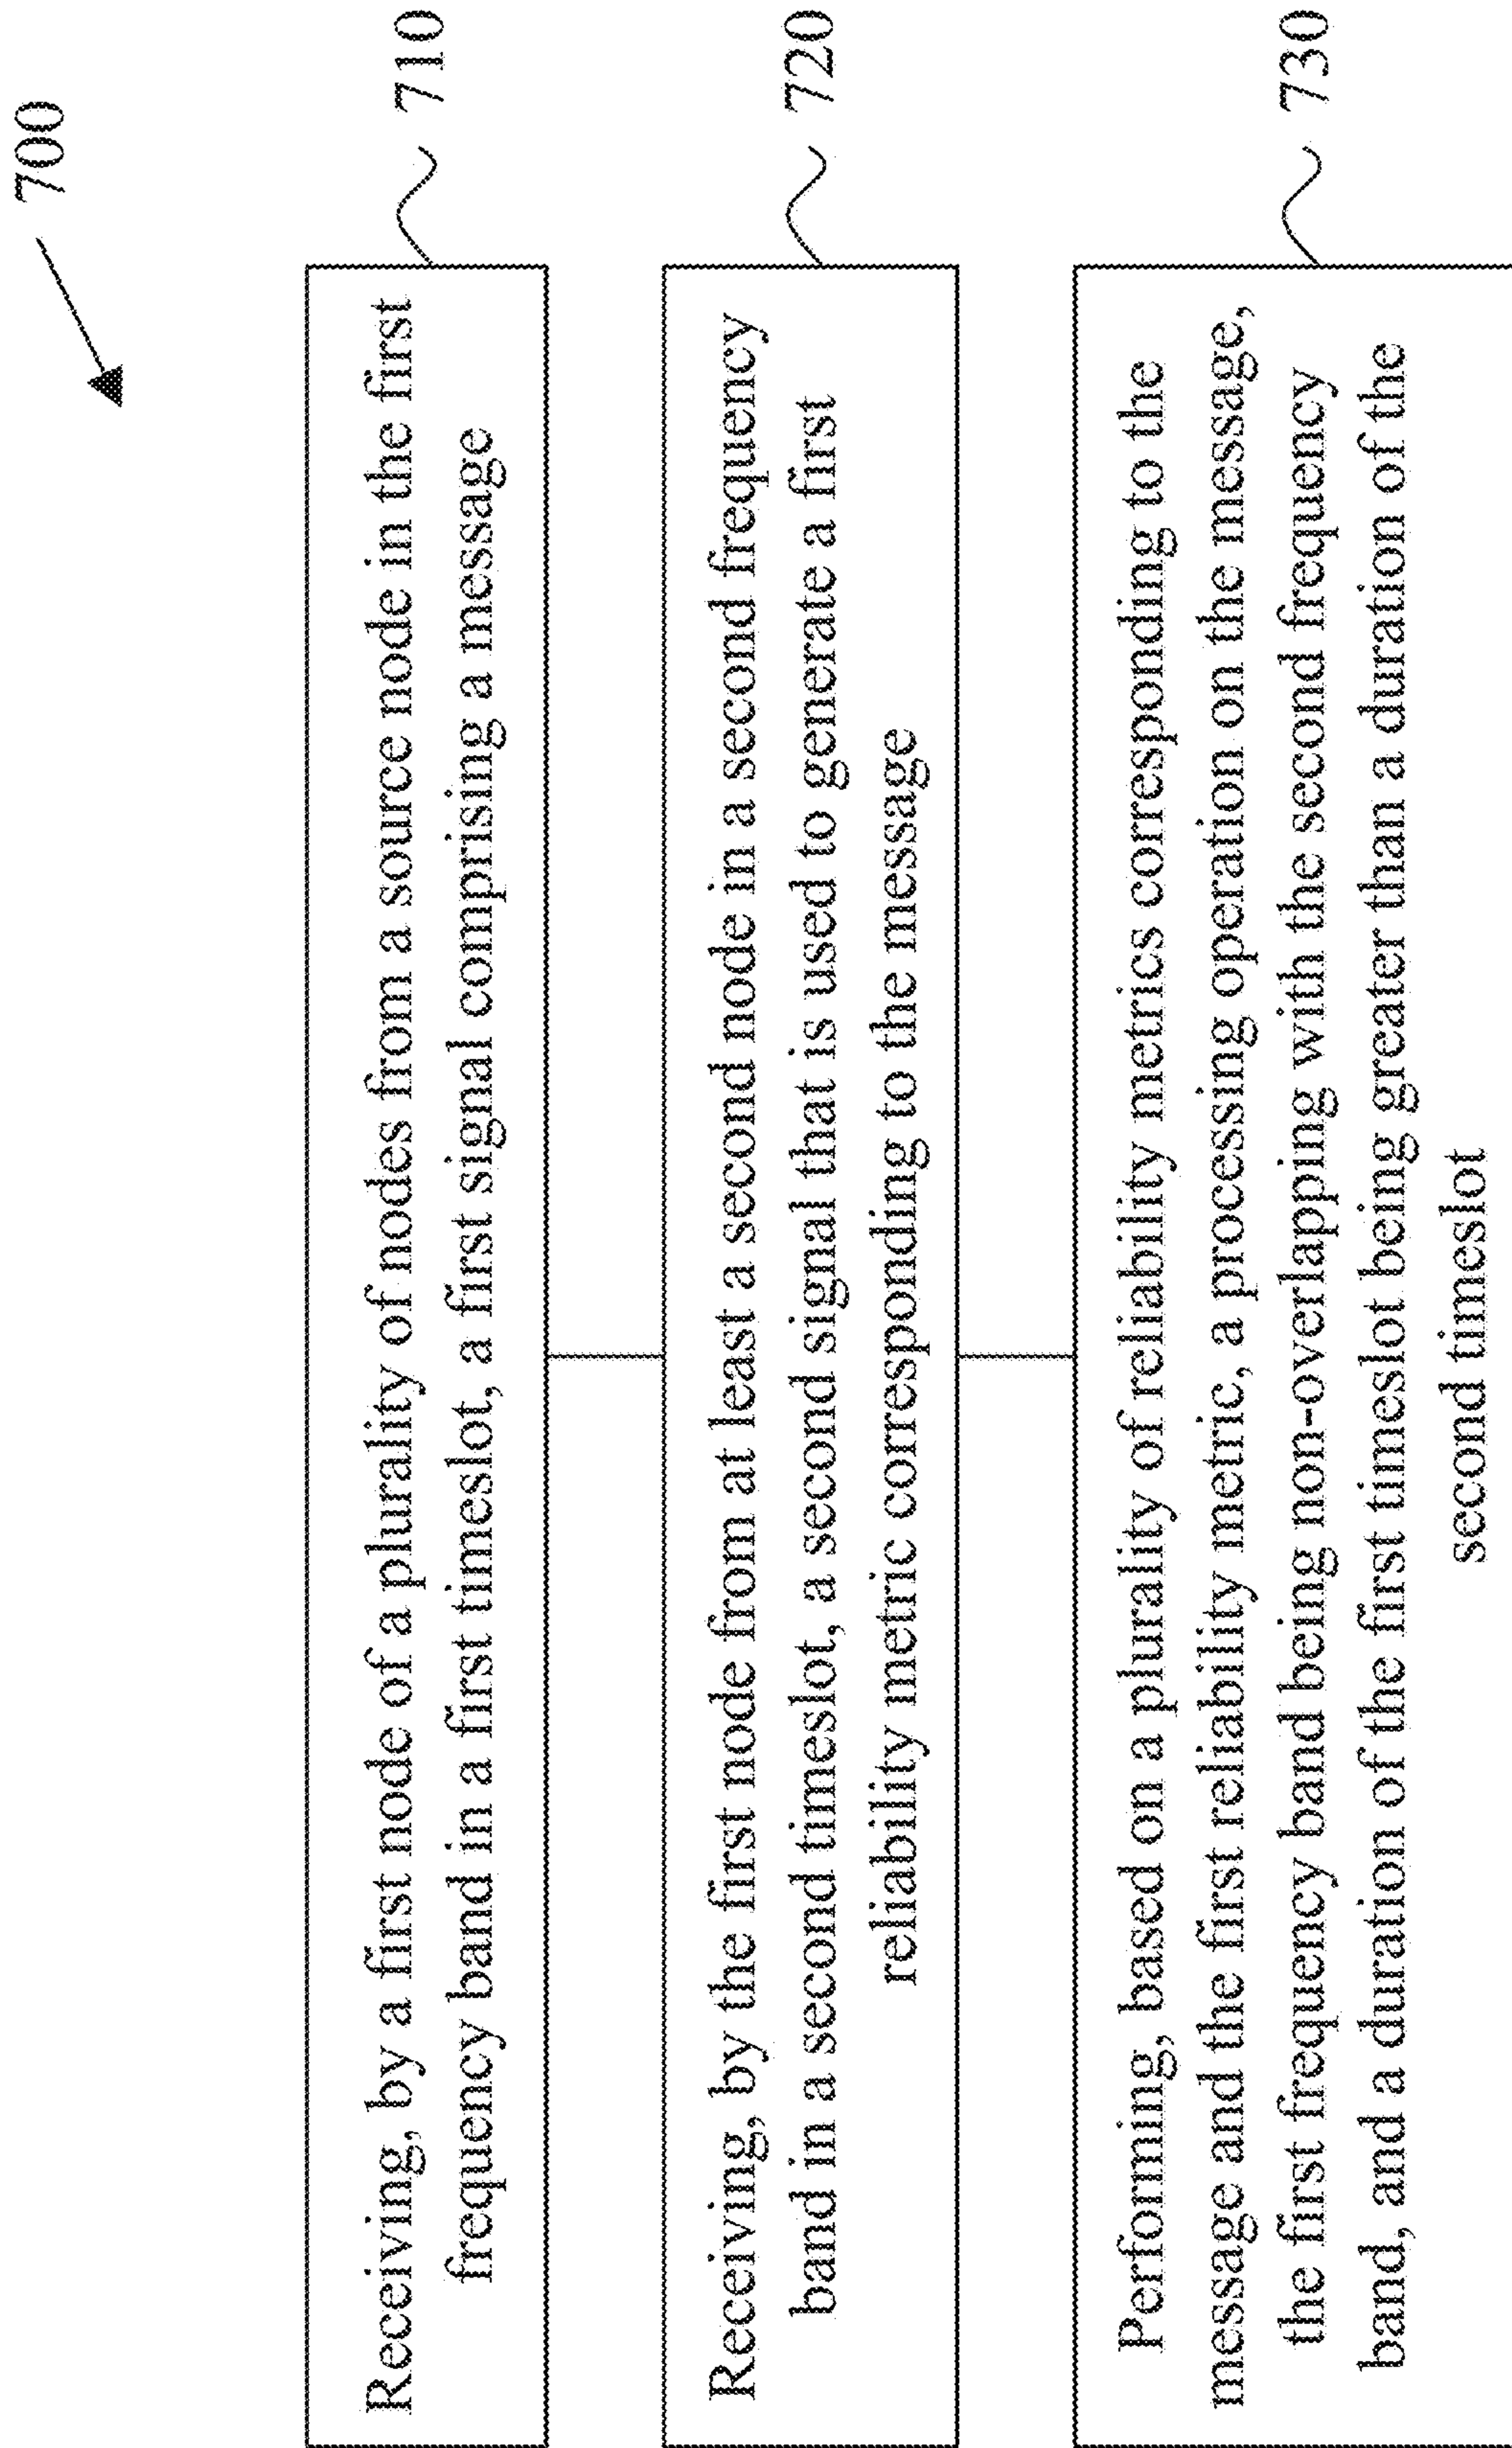 700
Receiving, by a first node of a plurality of nodes from a source node in the first
frequency band in a first timeslot, a first signal comprising a message
710
Receiving, by the first node from at least a second node in a second frequency
band in a second timeslot, a second signal that is used to generate a first
reliability metric corresponding to the message
720
Performing, based on a plurality of reliability metrics corresponding to the
message and the first reliability metric, a processing operation on the message,
the first frequency band being non-overlapping with the second frequency
band, and a duration of the first timeslot being greater than a duration of the
second timeslot
730